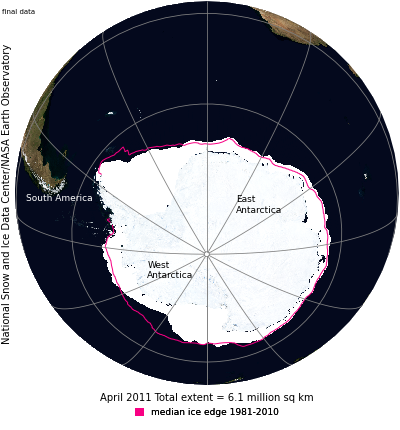 final data
National Snow and Ice Data Center/NASA Earth Observatory
South America
East
Antarctica
West
Antarctica
April 2011 Total extent = 6.1 million sq km
median ice edge 1981-2010